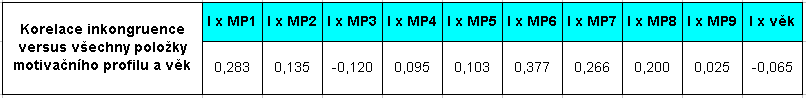 Korelace inkongruence
versus všechny položky
motivačního profilu a věk
I x MP1 I x MP2 I x MP3 I x MP4 I x MP5 I x MP6 I x MP7 I x MP8 I x MP9 I x věk
0,283 0,135 -0,120 0,095 0,103 0,377 0,266 0,200 0,025 -0,065